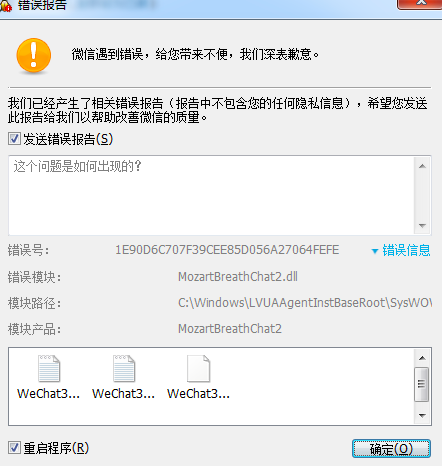 错误报告
微信遇到错误，给您带来不便，我们深表歉意。
我们已经产生了相关错误报告（报告中不包含您的任何隐私信息），希望您发送
此报告给我们以帮助改善微信的质量。
发送错误报告(S)
这个问题是如何出现的?
错误号： 1E90D6C707F39CEE85D056A27064FEFE 错误信息
错误模块： MozartBreathChat2.dll
模块路径： C:\Windows\LVUAAgentInstBaseRoot\SysWOW
模块产品： MozartBreathChat2
WeChat3... WeChat3... WeChat3...
重启程序(R) 确定(O)